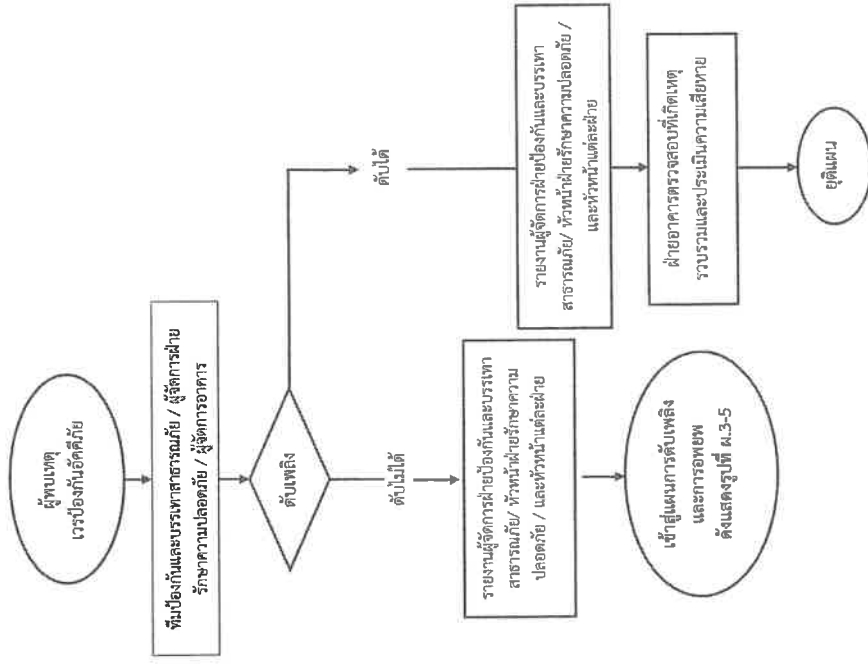 ผู้พบเหตุ
เวรป้องกันอัคคีภัย
ทีมป้องกันและบรรเทาสาธารณภัย / ผู้จัดการฝ่าย
รักษาความปลอดภัย / ผู้จัดการอาคาร
ดับเพลิง
ดับไม่ได้
รายงานผู้จัดการฝ่ายป้องกันและบรรเทา
สาธารณภัย/ หัวหน้าฝ่ายรักษาความ
ปลอดภัย / และหัวหน้าแต่ละฝ่าย
เข้าสู่แผนการดับเพลิง
และการอพยพ
ดังแสดงรูปที่ ผ.3-5
ดับได้
รายงานผู้จัดการฝ่ายป้องกันและบรรเทา
สาธารณภัย/ หัวหน้าฝ่ายรักษาความปลอดภัย /
และหัวหน้าแต่ละฝ่าย
ฝ่ายอาคารตรวจสอบที่เกิดเหตุ
รวบรวมและประเมินความเสียหาย
ยุติแผน